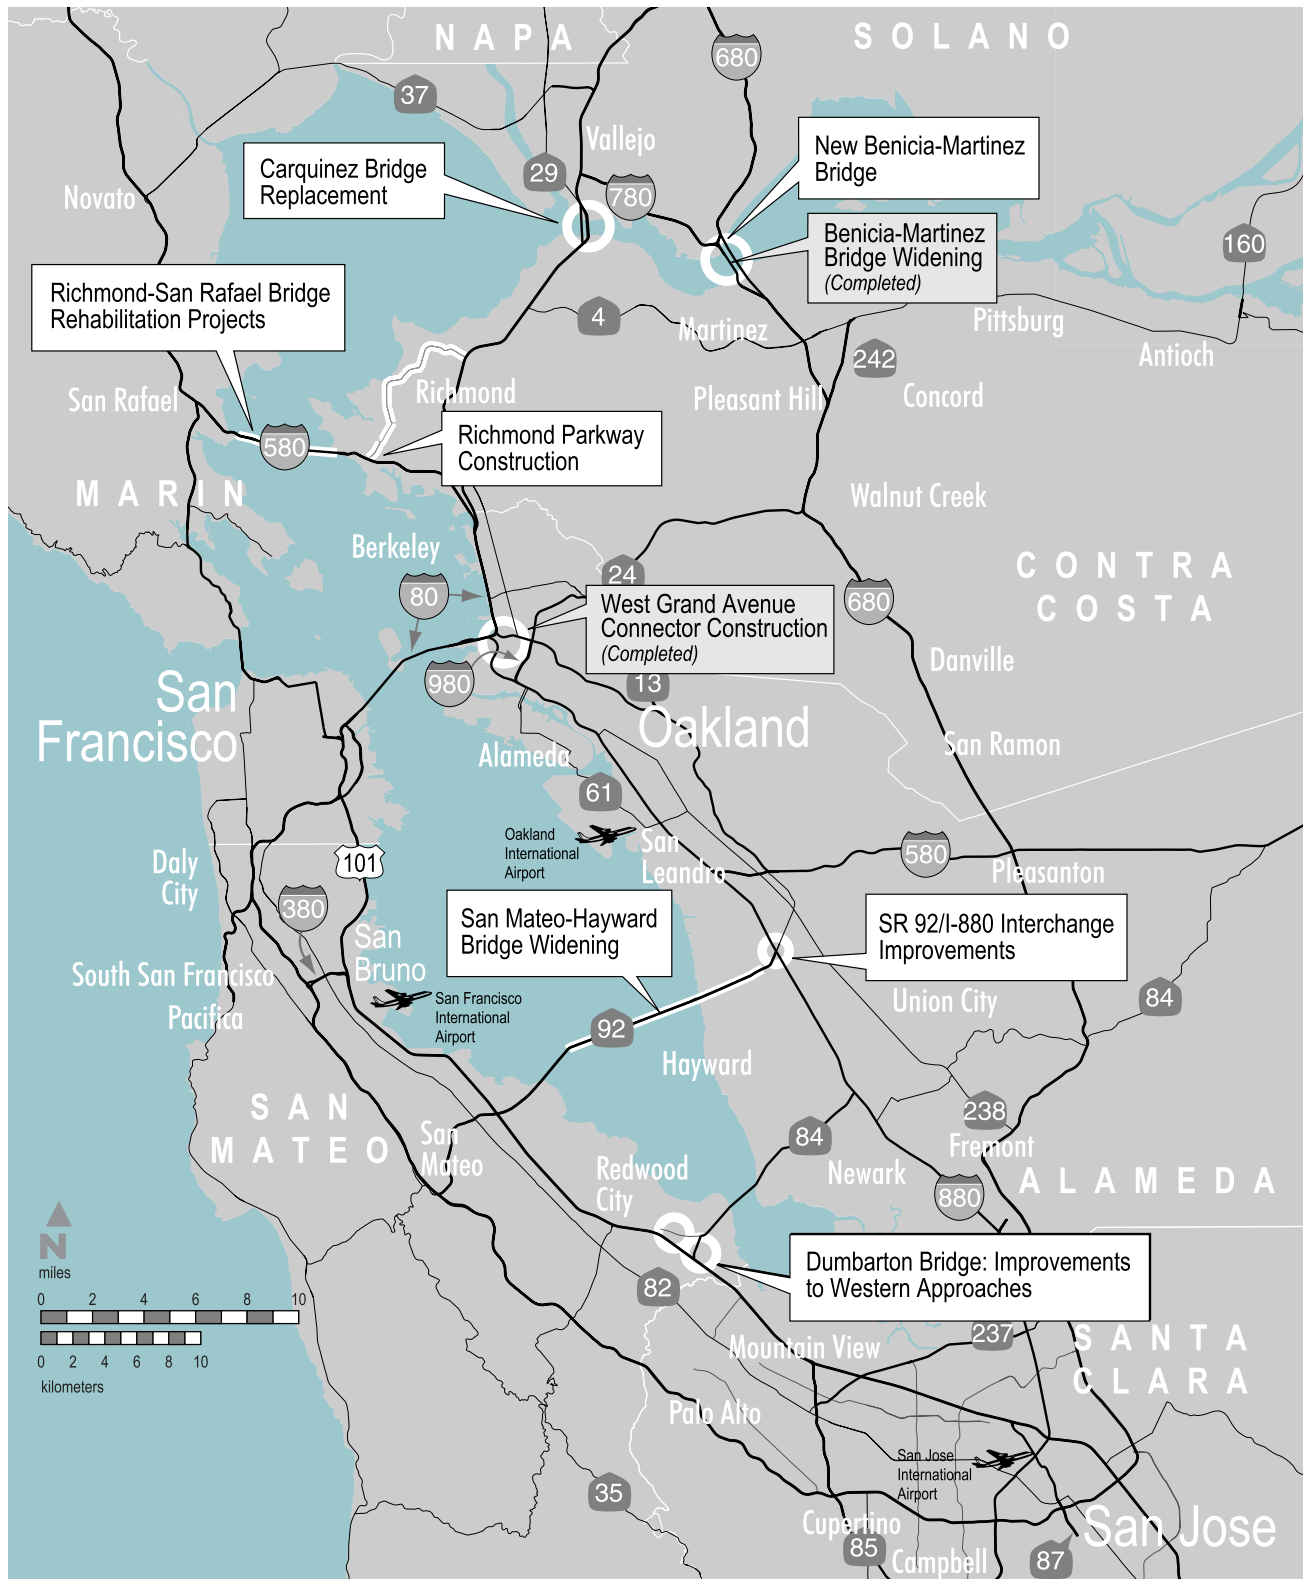 NAPA
SOLANO
680
37
Vallejo
New Benicia-Martinez
Bridge
Carquinez Bridge
Replacement
29
780
Novato
Benicia-Martinez
Bridge Widening
(Completed)
160
Richmond-San Rafael Bridge
Rehabilitation Projects
4
Martinez
Pittsburg
Antioch
242
San Rafael
Richmond
Pleasant Hill
Concord
580
Richmond Parkway
Construction
MARIN
Walnut Creek
Berkeley
24
CONTRA
COSTA
80
680
West Grand Avenue
Connector Construction
(Completed)
980
13
Danville
San
Francisco
Oakland
San Ramon
Alameda
61
Oakland
International
Airport
San
Leandro
580
Pleasanton
Daly
City
101
380
San Mateo-Hayward
Bridge Widening
SR 92/I-880 Interchange
Improvements
San
Bruno
South San Francisco
San Francisco
International
Airport
Pacifica
Union City
84
92
Hayward
238
SAN
MATEO
San
Mateo
84
Fremont
Redwood
City
Newark
880
ALAMEDA
N
miles
0 2 4 6 8 10
0 2 4 6 8 10
kilometers
Dumbarton Bridge: Improvements
to Western Approaches
82
237
SANTA
CLARA
Mountain View
Palo Alto
San Jose
International
Airport
35
Cupertino
85
Campbell
87
San Jose